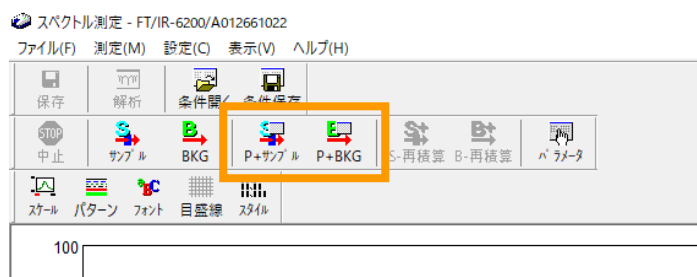 スペクトル測定 - FT/IR-6200/A012661022
ファイル(F) 測定(M) 設定(C) 表示(V) ヘルプ(H)
保存 解析 条件開く 条件保存
STOP S B S B S B
中止 ｻﾝﾌﾟﾙ BKG P+ｻﾝﾌﾟﾙ P+BKG S-再積算 B-再積算 ﾊﾟﾗﾒｰﾀ
ABC
ｽｹｰﾙ パターン ﾌｫﾝﾄ 目盛線 ｽﾀｲﾙ
100